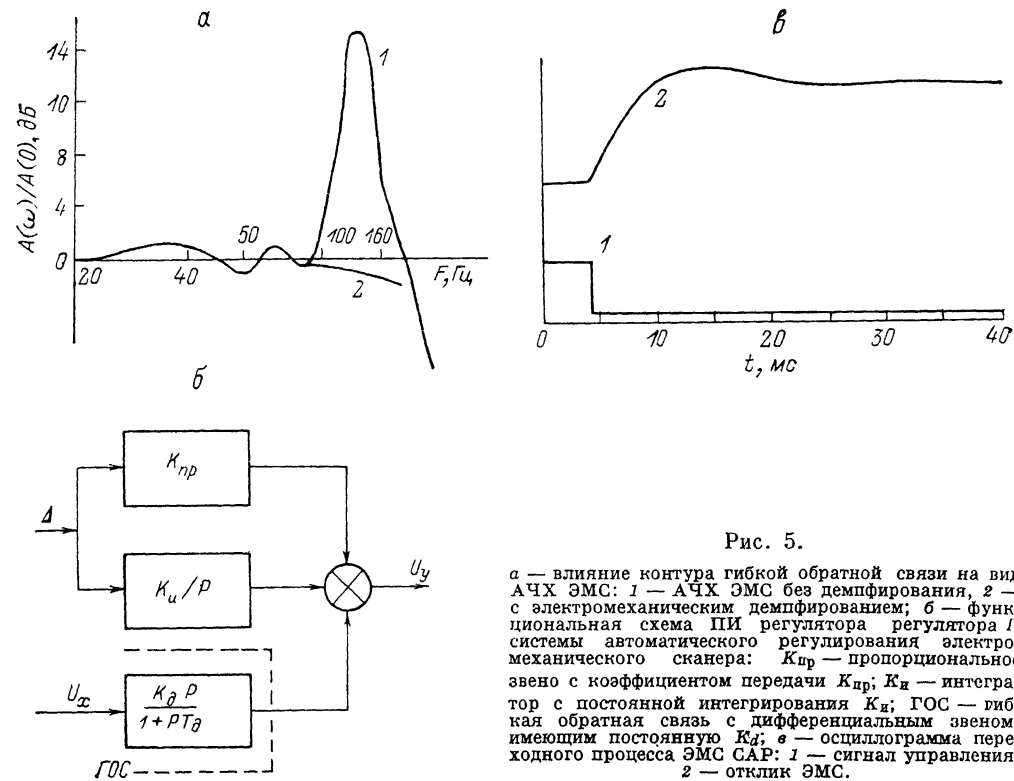 а
14
10
8
4
0
A(ω)/A(0), дБ
20
40
50
100
160
F, Гц
1
2
в
2
1
0
10
20
30
40
t, мс
б
Δ
Kпр
Kи/P
Uy
Ux
Kд P
1+PTд
ГОС
Рис. 5.
а — влияние контура гибкой обратной связи на вид
АЧХ ЭМС: 1 — АЧХ ЭМС без демпфирования, 2 —
с электромеханическим демпфированием; б — функ-
циональная схема ПИ регулятора регулятора
системы автоматического регулирования электро-
механического сканера: Kпр — пропорциональное
звено с коэффициентом передачи Kпр; Kи — интегра-
тор с постоянной интегрирования Kи; ГОС — гиб-
кая обратная связь с дифференциальным звеном,
имеющим постоянную Kd; в — осциллограмма пере-
ходного процесса ЭМС САР: 1 — сигнал управления,
2 — отклик ЭМС.